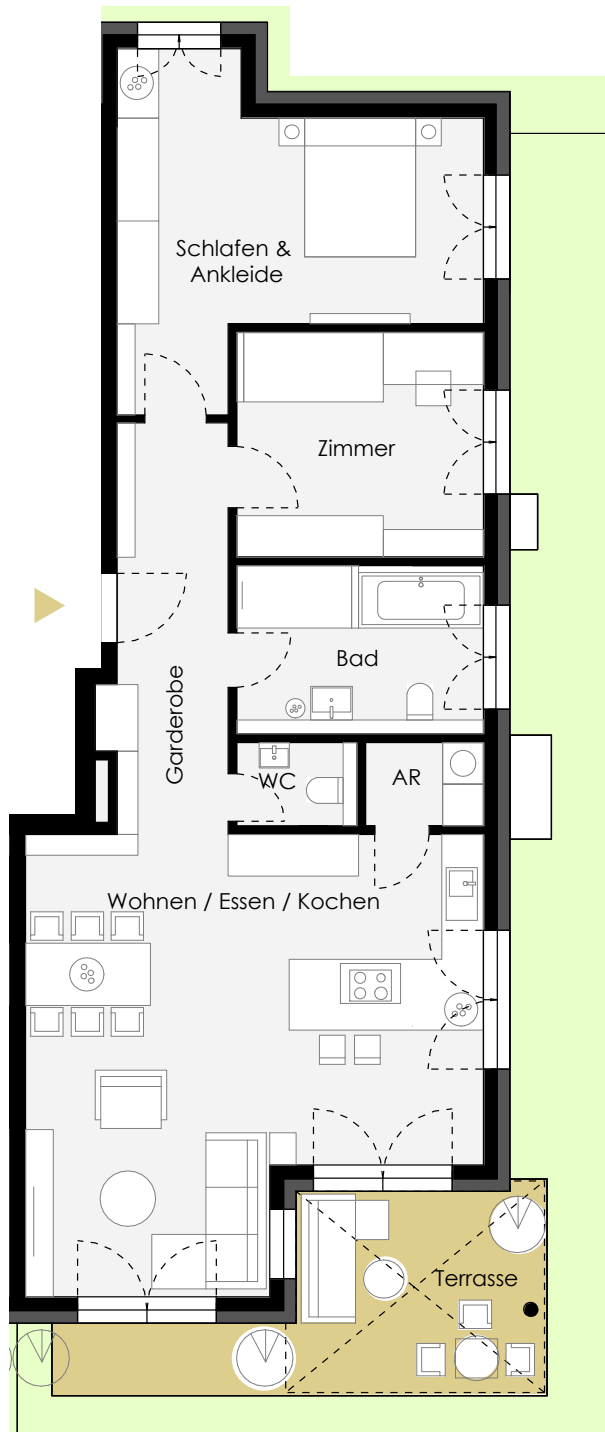 Schlafen &
Ankleide
Zimmer
Bad
Garderobe
WC
AR
Wohnen / Essen / Kochen
Terrasse